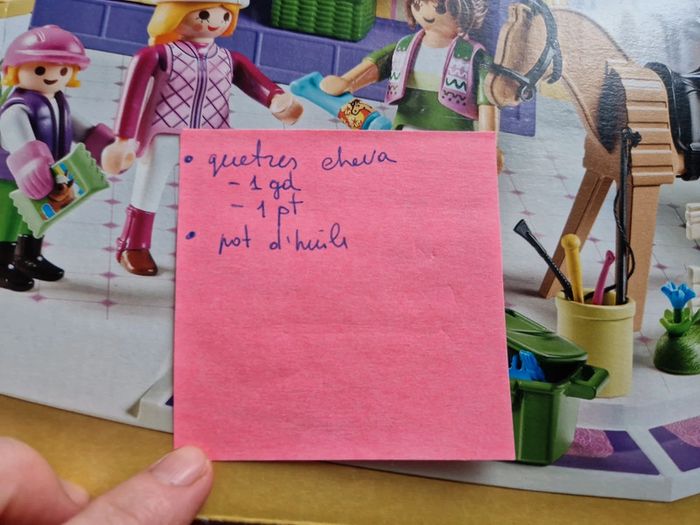 • guetres cheva
- 1 gd
- 1 pt
• pot d'huile